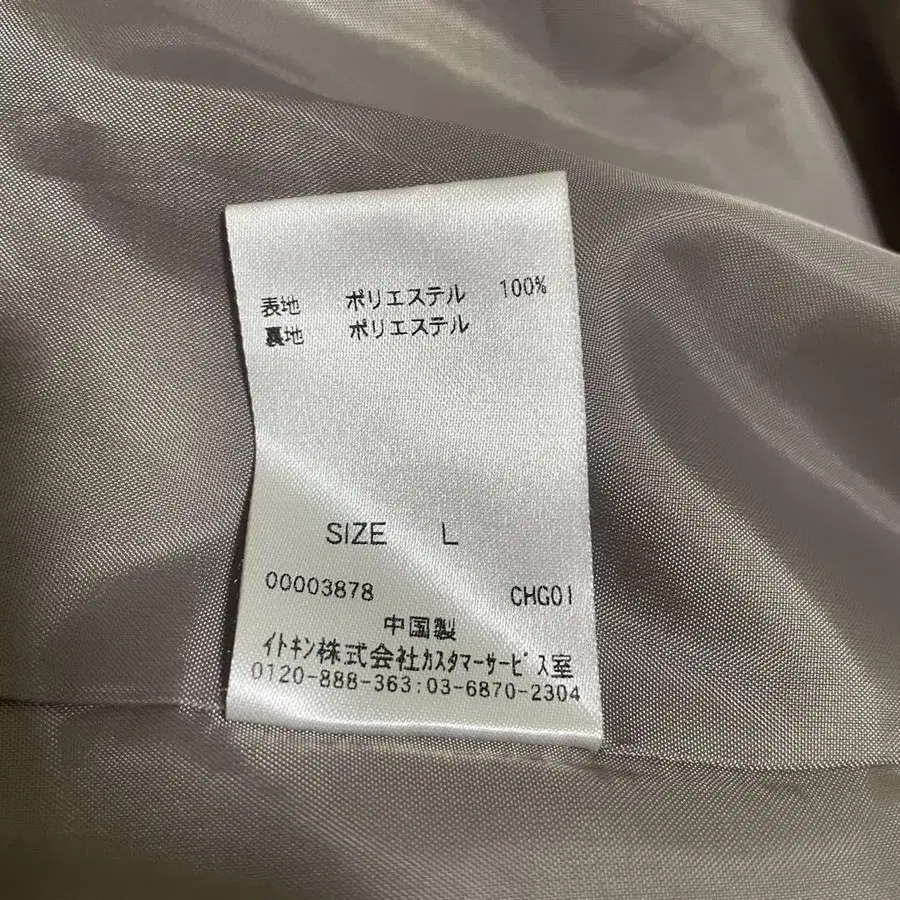 表地 ポリエステル 100%
裏地 ポリエステル
SIZE L
00003878 CHG01
中国製
イトキン株式会社カスタマーサービス室
0120-888-363:03-6870-2304